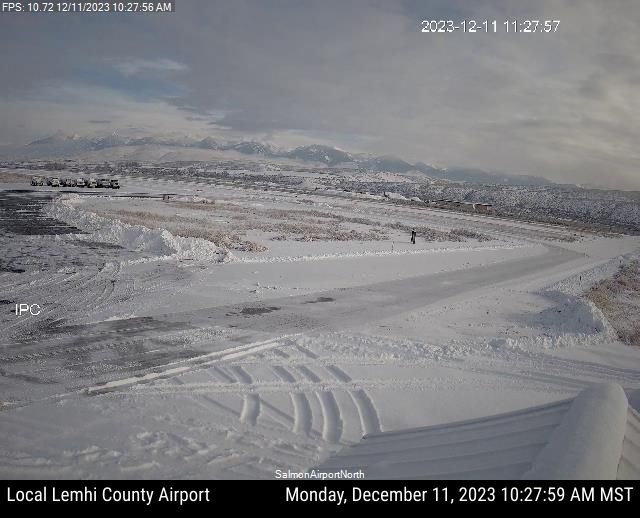 FPS: 10.72 12/11/2023 10:27:56 AM
2023-12-11 11:27:57
IPC
SalmonAirportNorth
Local Lemhi County Airport Monday, December 11, 2023 10:27:59 AM MST